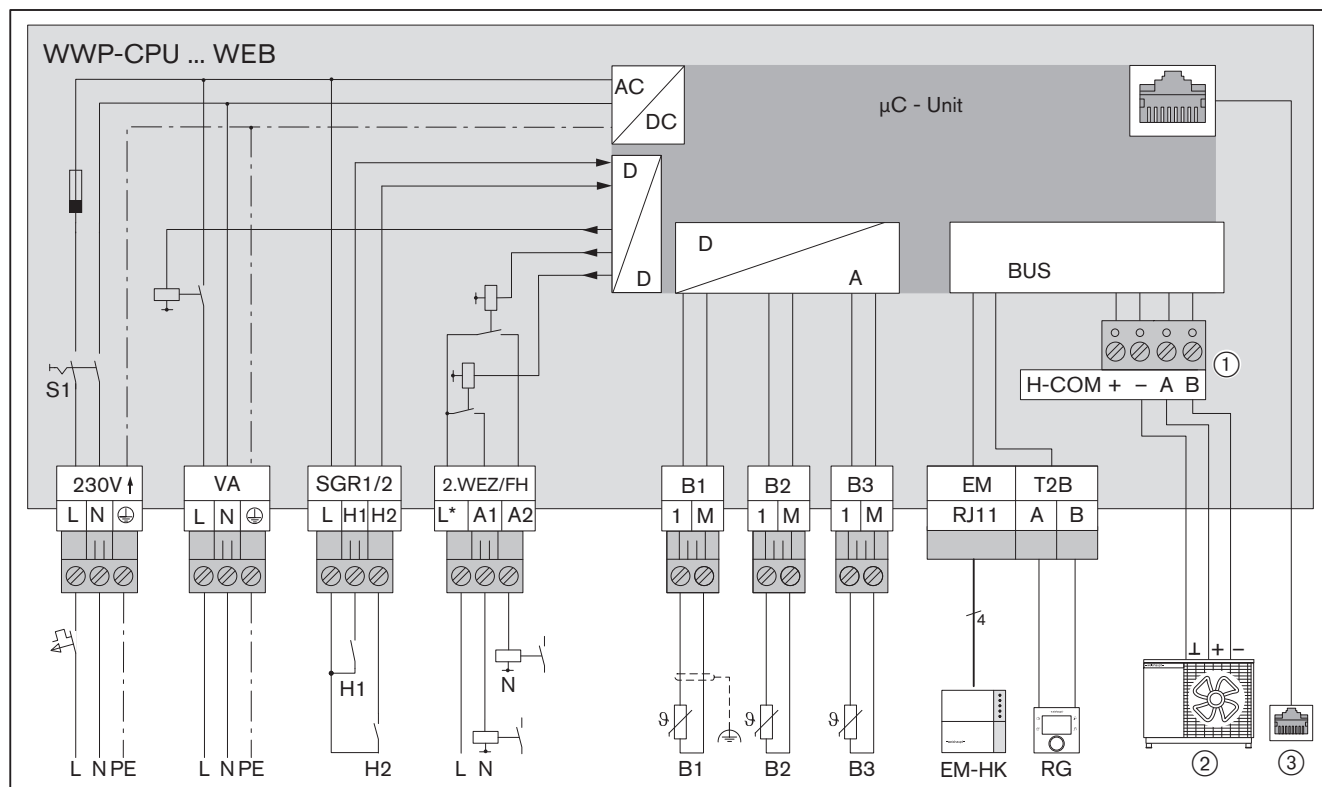 WWP-CPU ... WEB
AC
DC
µC - Unit
D
D
D
A
BUS
S1
1
H-COM + − A B
230V VA SGR1/2 2.WEZ/FH B1 B2 B3 EM T2B
L N L N L H1 H2 L* A1 A2 1 M 1 M 1 M RJ11 A B
4
⊥ + −
H1
N
ϑ ϑ ϑ
L N PE L N PE H2 L N B1 B2 B3 EM-HK RG 2 3